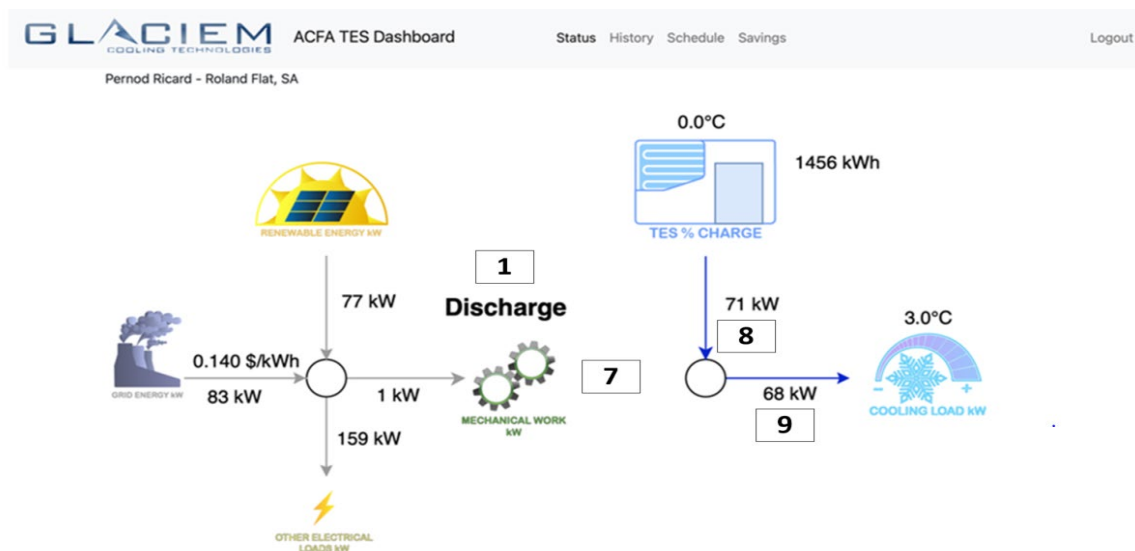 GLACIEM
COOLING TECHNOLOGIES
ACFA TES Dashboard
Status History Schedule Savings
Logout
Pernod Ricard - Roland Flat, SA
0.0°C
1456 kWh
TES % CHARGE
RENEWABLE ENERGY kW
1
Discharge
77 kW
71 kW
8
3.0°C
0.140 $/kWh
83 kW
GRID ENERGY kW
1 kW
7
68 kW
9
COOLING LOAD kW
MECHANICAL WORK
kW
159 kW
OTHER ELECTRICAL
LOADS kW